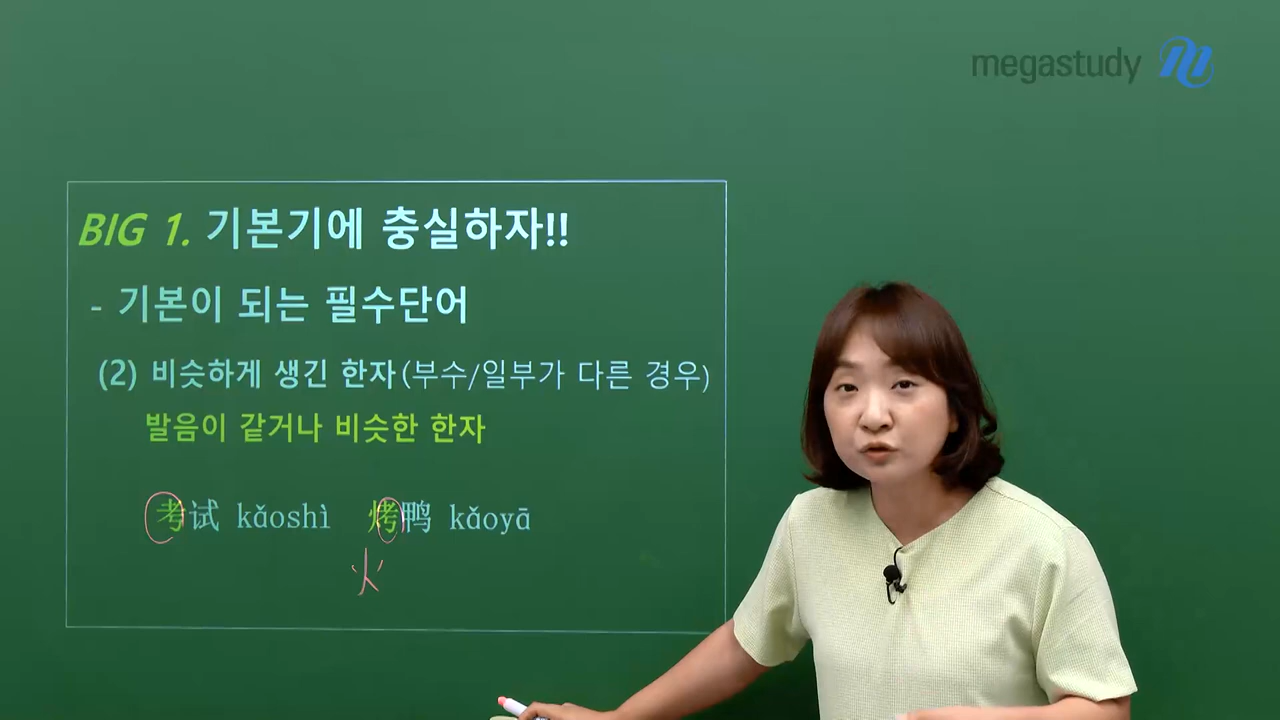 megastudy
BIG 1. 기본기에 충실하자!!
- 기본이 되는 필수단어
(2) 비슷하게 생긴 한자(부수/일부가 다른 경우)
발음이 같거나 비슷한 한자
考试 kǎoshì 烤鸭 kǎoyā
火